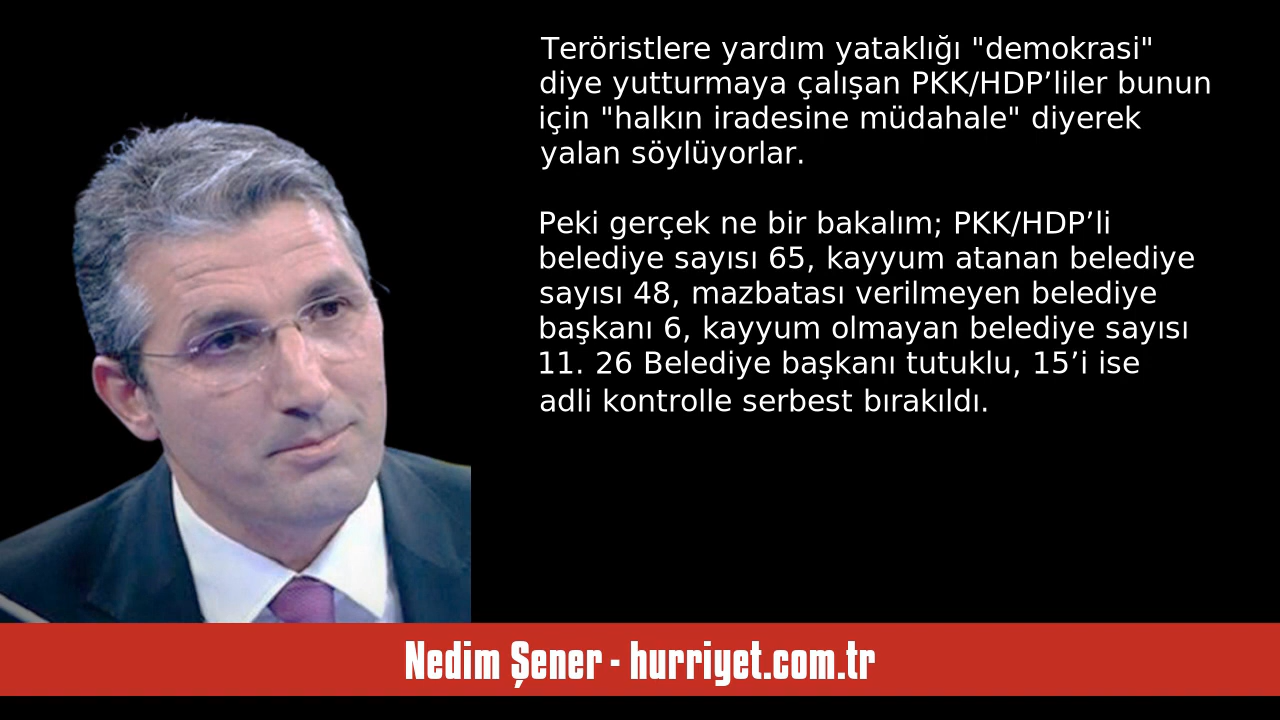 Teröristlere yardım yataklığı "demokrasi"
diye yutturmaya çalışan PKK/HDP’liler bunun
için "halkın iradesine müdahale" diyerek
yalan söylüyorlar.
Peki gerçek ne bir bakalım; PKK/HDP’li
belediye sayısı 65, kayyum atanan belediye
sayısı 48, mazbatası verilmeyen belediye
başkanı 6, kayyum olmayan belediye sayısı
11. 26 Belediye başkanı tutuklu, 15’i ise
adli kontrolle serbest bırakıldı.
Nedim Şener - hurriyet.com.tr